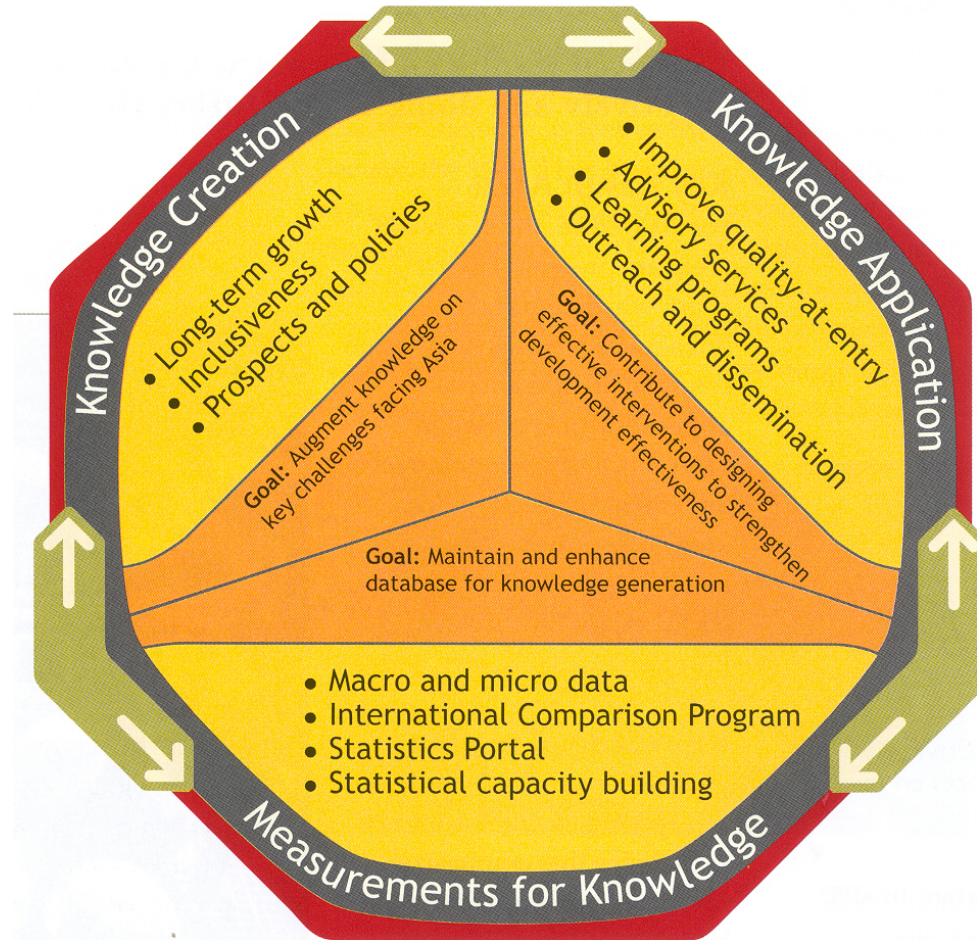 Knowledge Creation
• Long-term growth
• Inclusiveness
• Prospects and policies
Goal: Augment knowledge on
key challenges facing Asia
Knowledge Application
• Improve quality-at-entry
• Advisory services
• Learning programs
• Outreach and dissemination
Goal: Contribute to designing
effective interventions to strengthen
development effectiveness
Goal: Maintain and enhance
database for knowledge generation
• Macro and micro data
• International Comparison Program
• Statistics Portal
• Statistical capacity building
Measurements for Knowledge